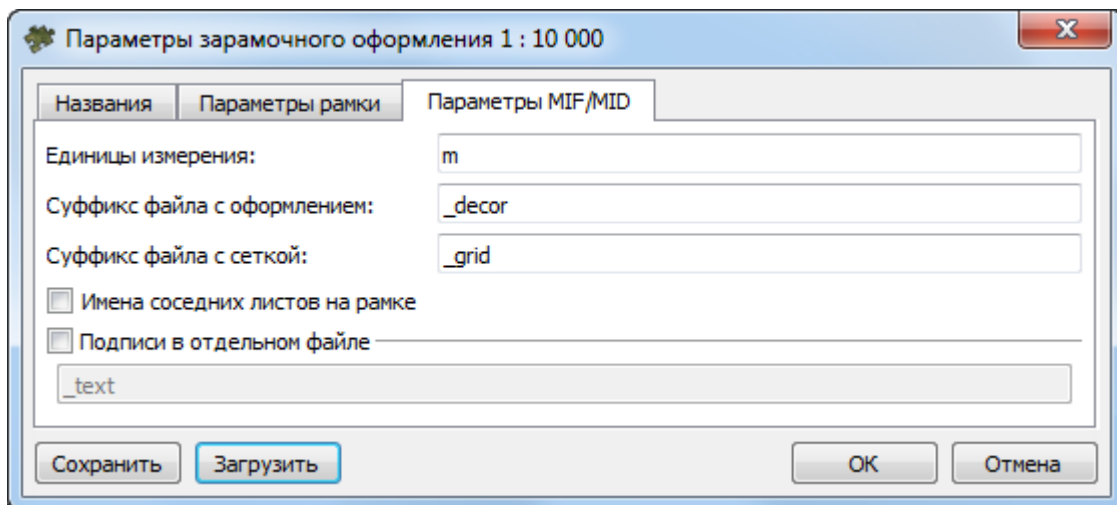 Параметры зарамочного оформления 1 : 10 000
Названия Параметры рамки Параметры MIF/MID
Единицы измерения: m
Суффикс файла с оформлением: _decor
Суффикс файла с сеткой: _grid
Имена соседних листов на рамке
Подписи в отдельном файле
_text
Сохранить Загрузить ОК Отмена